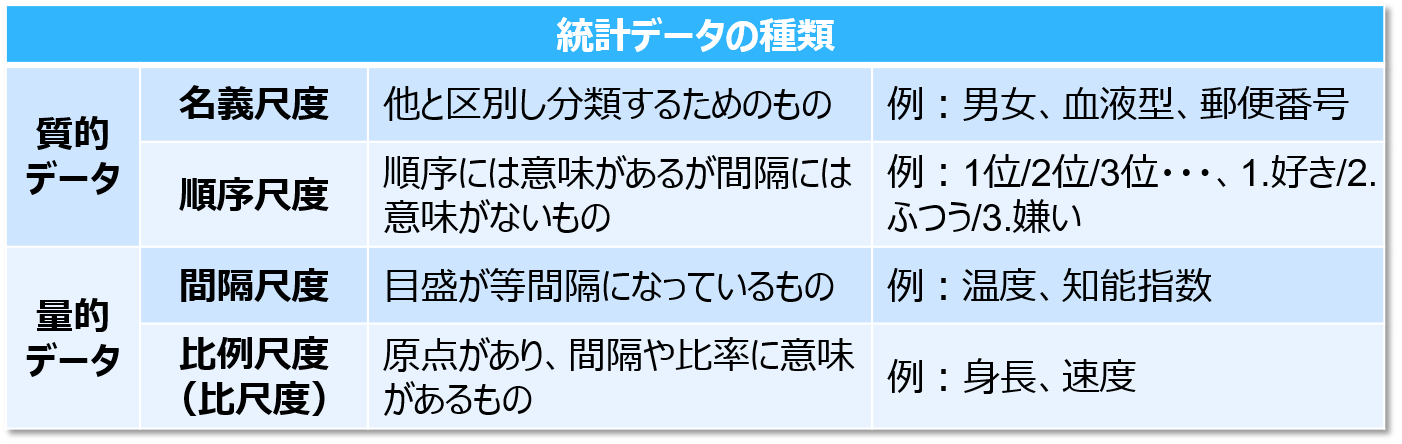 統計データの種類
質的
データ
名義尺度
他と区別し分類するためのもの
例：男女、血液型、郵便番号
順序尺度
順序には意味があるが間隔には
意味がないもの
例：1位/2位/3位・・・、1.好き/2.
ふつう/3.嫌い
量的
データ
間隔尺度
目盛が等間隔になっているもの
例：温度、知能指数
比例尺度
（比尺度）
原点があり、間隔や比率に意味
があるもの
例：身長、速度